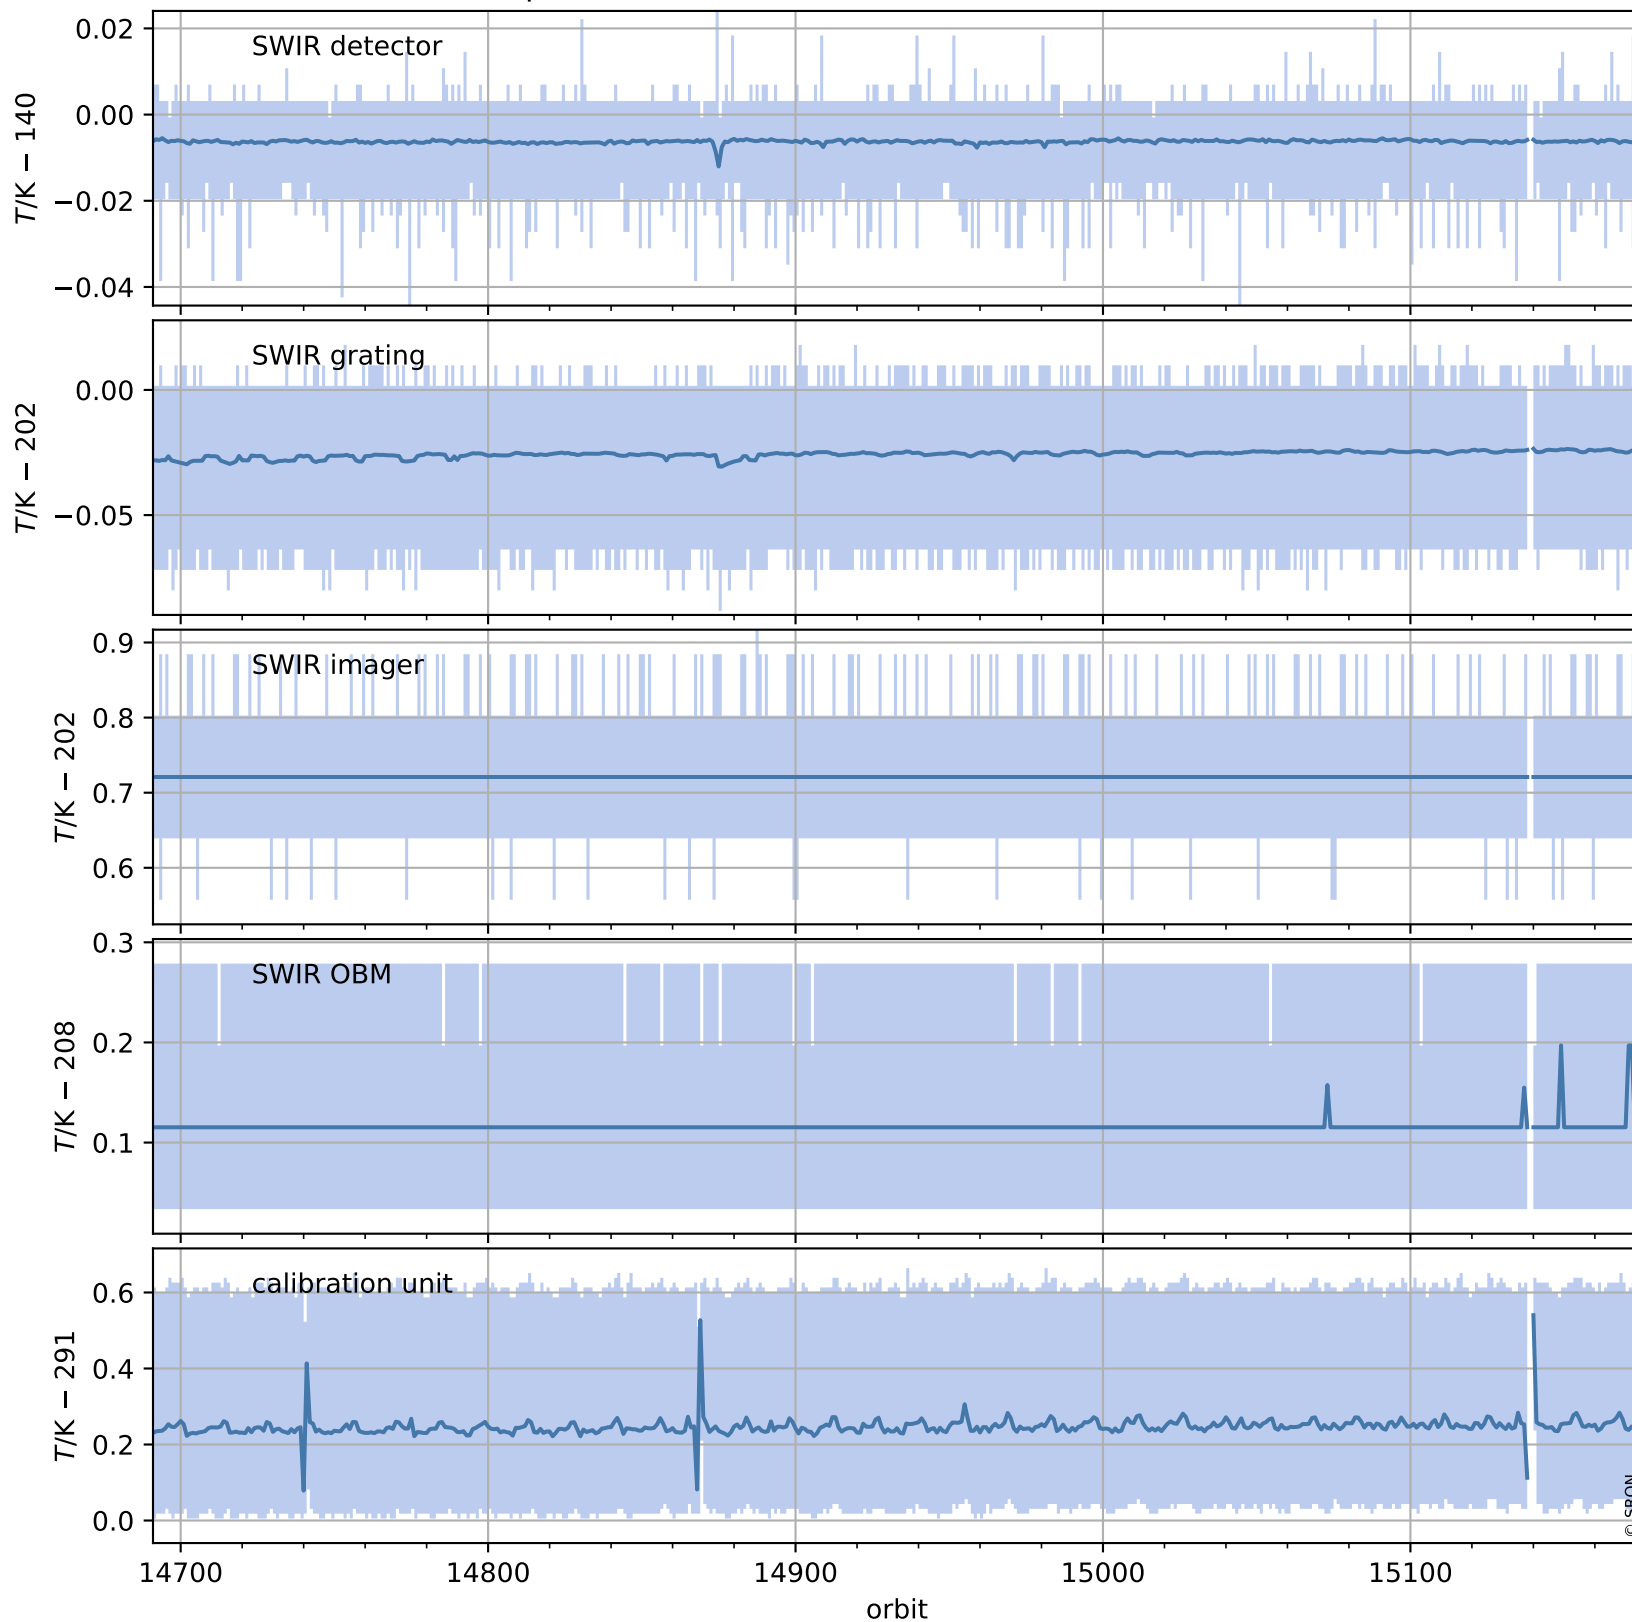 SWIR detector
T/K − 140
0.02
0.00
−0.02
−0.04
SWIR grating
T/K − 202
0.00
−0.05
SWIR imager
T/K − 202
0.9
0.8
0.7
0.6
SWIR OBM
T/K − 208
0.3
0.2
0.1
calibration unit
T/K − 291
0.6
0.4
0.2
0.0
14700
14800
14900
15000
15100
orbit
© SRON